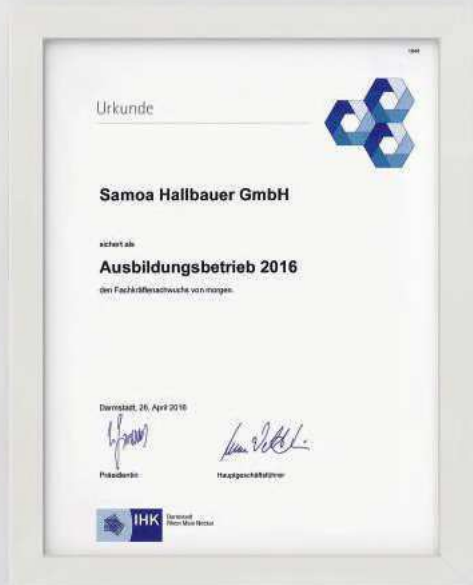 Urkunde
Samoa Hallbauer GmbH
sichert als
Ausbildungsbetrieb 2016
den Fachkräftenachwuchs von morgen.
Darmstadt, 26. April 2016
Präsidentin
Hauptgeschäftsführer
IHK
Darmstadt
Rhein Main Neckar